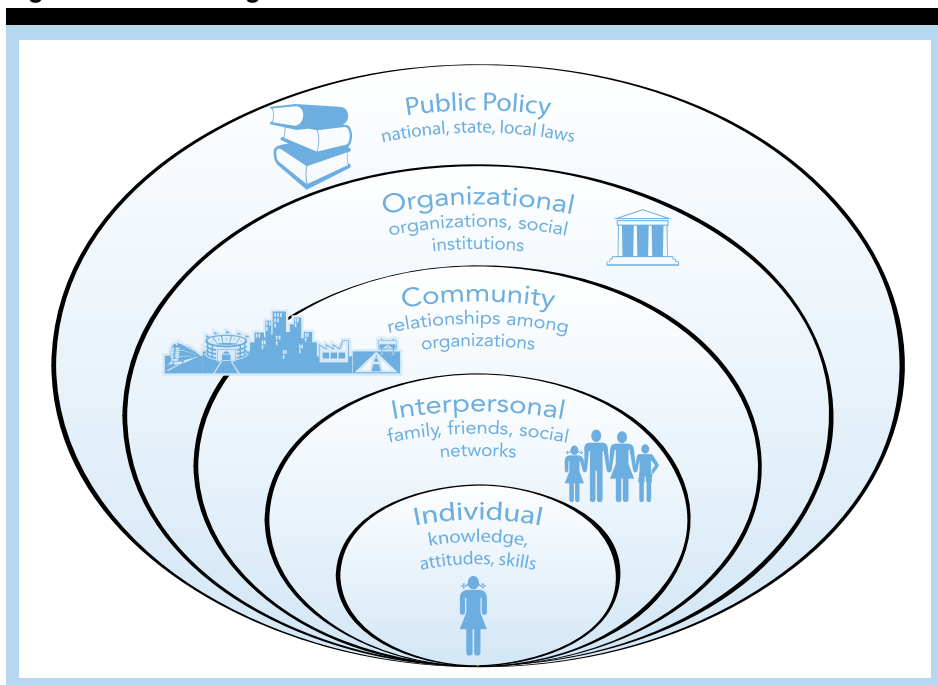 Public Policy
national, state, local laws
Organizational
organizations, social
institutions
Community
relationships among
organizations
Interpersonal
family, friends, social
networks
Individual
knowledge,
attitudes, skills